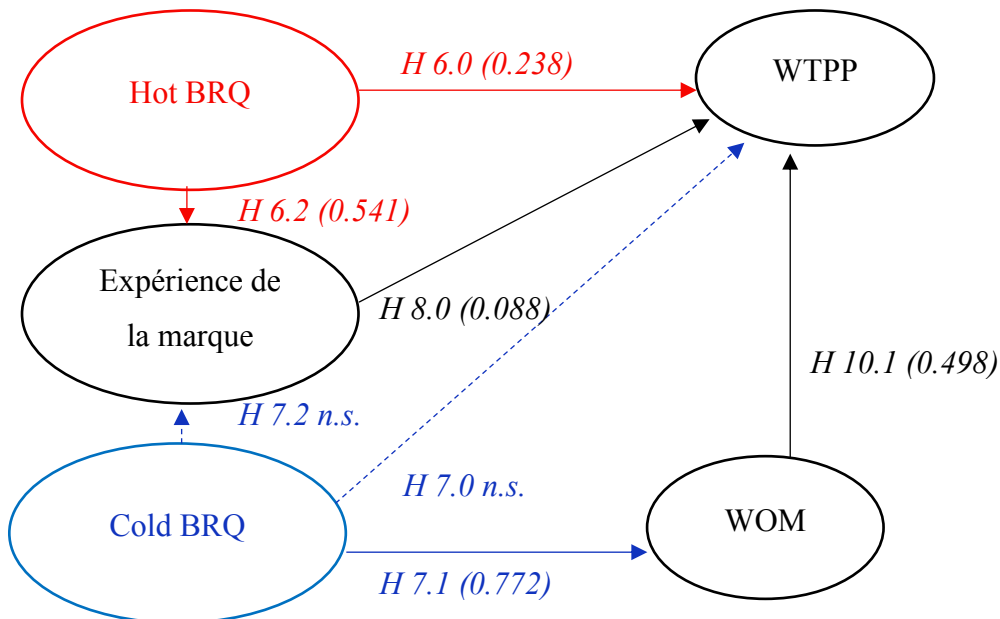 Hot BRQ
H 6.0 (0.238)
WTPP
H 6.2 (0.541)
Expérience de
la marque
H 8.0 (0.088)
H 10.1 (0.498)
H 7.2 n.s.
H 7.0 n.s.
Cold BRQ
WOM
H 7.1 (0.772)